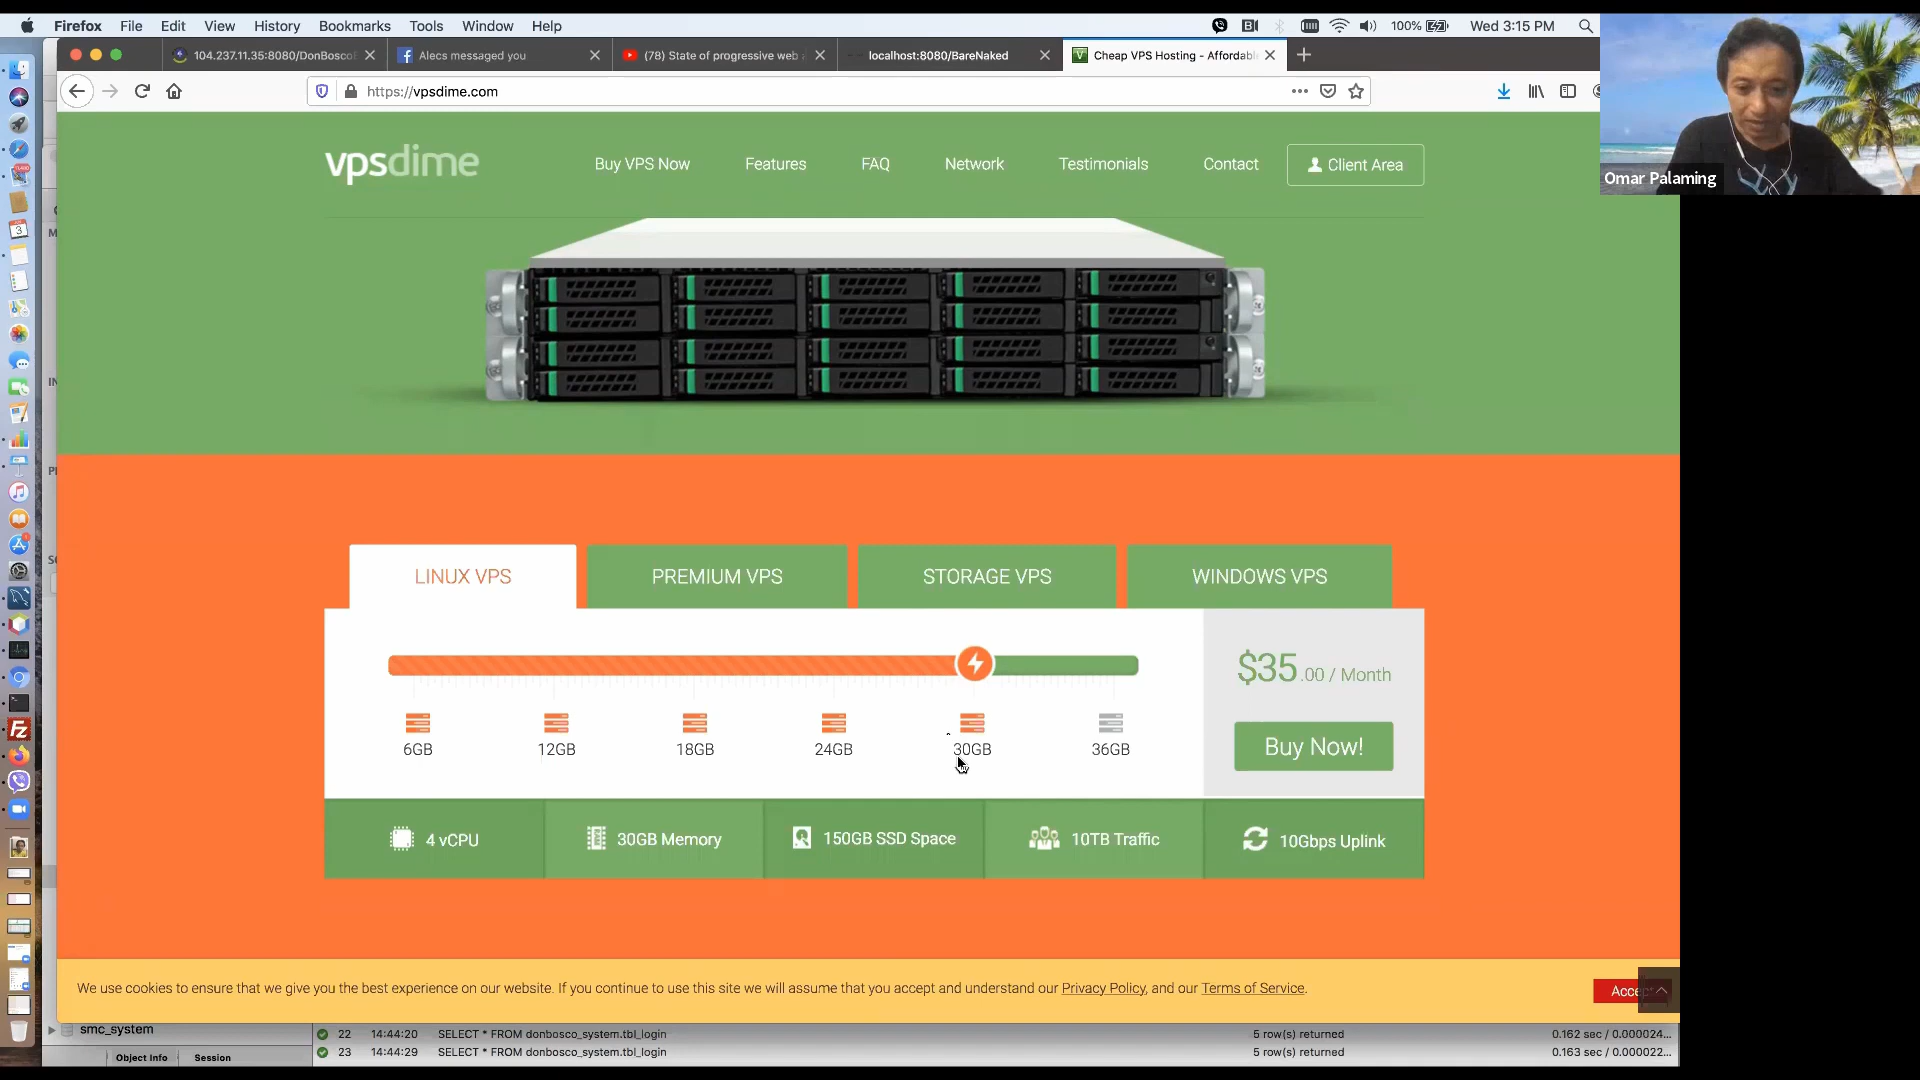 Firefox File Edit View History Bookmarks Tools Window Help 100% Wed 3:15 PM
104.237.11.35:8080/DonBoscoE Alecs messaged you (78) State of progressive web localhost:8080/BareNaked Cheap VPS Hosting - Affordabl
https://vpsdime.com
vpsdime Buy VPS Now Features FAQ Network Testimonials Contact Client Area
Omar Palaming
LINUX VPS PREMIUM VPS STORAGE VPS WINDOWS VPS
$35.00 / Month
6GB 12GB 18GB 24GB 30GB 36GB
Buy Now!
4 vCPU 30GB Memory 150GB SSD Space 10TB Traffic 10Gbps Uplink
We use cookies to ensure that we give you the best experience on our website. If you continue to use this site we will assume that you accept and understand our Privacy Policy, and our Terms of Service.
smc_system
22 14:44:20 SELECT * FROM donbosco_system.tbl_login 5 row(s) returned 0.162 sec / 0.000024...
23 14:44:29 SELECT * FROM donbosco_system.tbl_login 5 row(s) returned 0.163 sec / 0.000022...
Object Info Session